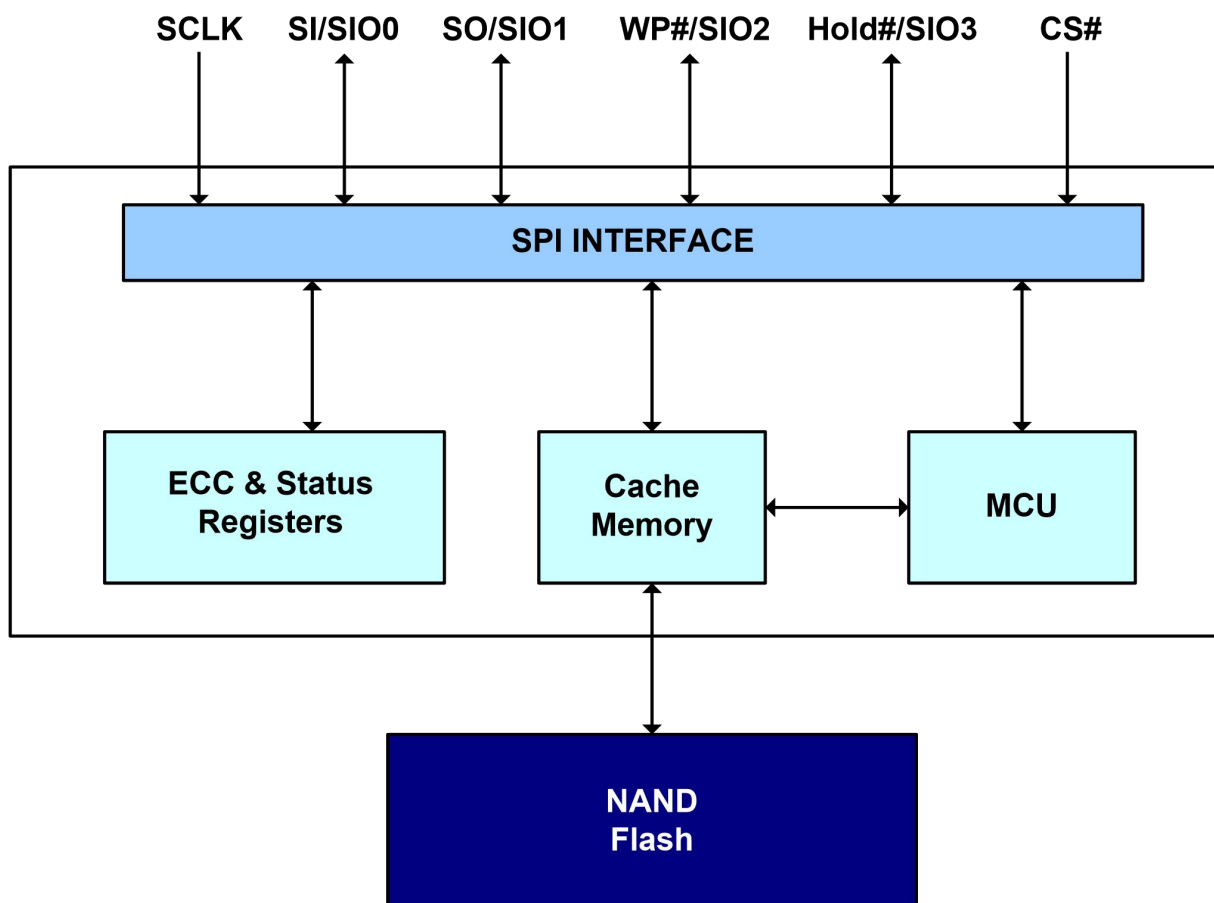 SCLK SI/SIO0 SO/SIO1 WP#/SIO2 Hold#/SIO3 CS#
SPI INTERFACE
ECC & Status
Registers
Cache
Memory
MCU
NAND
Flash